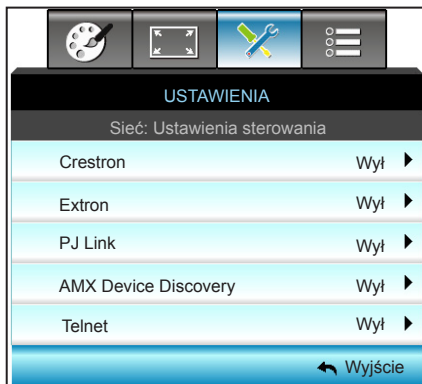 USTAWIENIA
Sieć: Ustawienia sterowania
Crestron Wył
Extron Wył
PJ Link Wył
AMX Device Discovery Wył
Telnet Wył
Wyjście